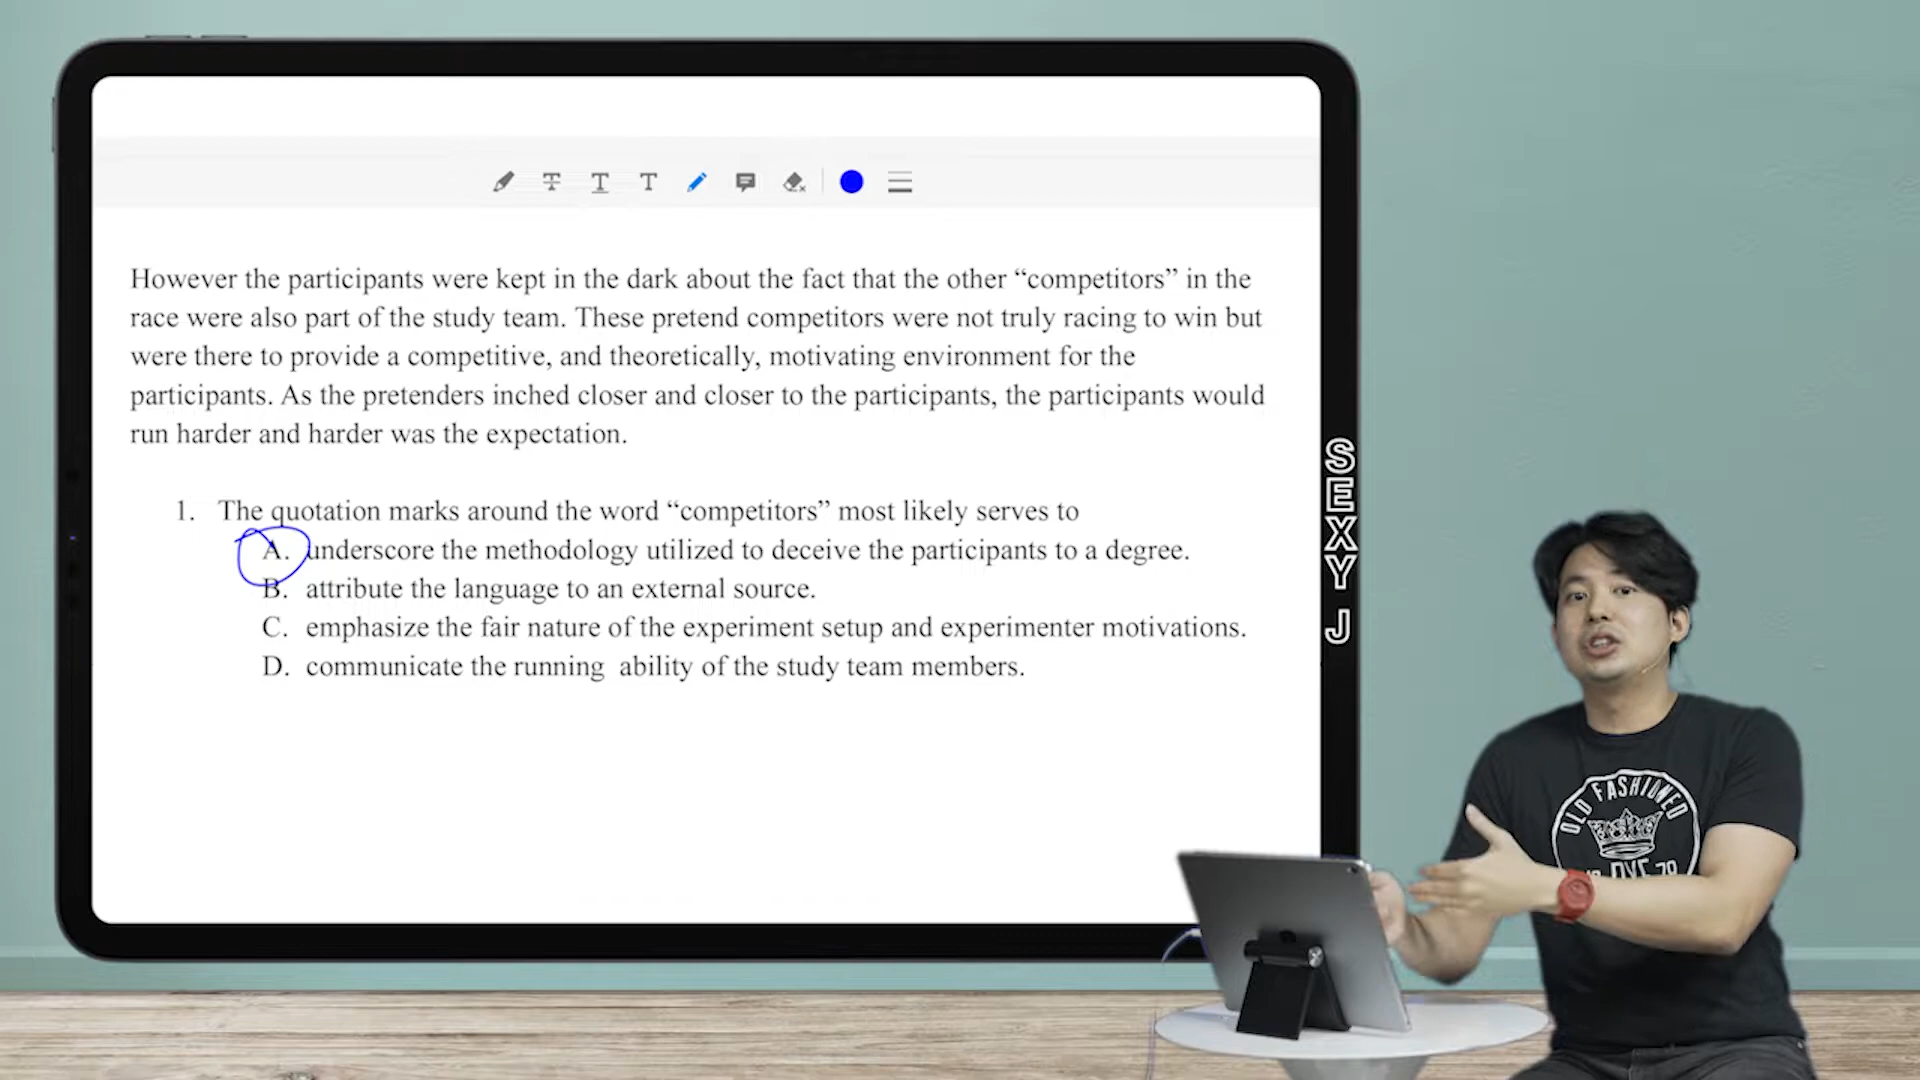 However the participants were kept in the dark about the fact that the other “competitors” in the
race were also part of the study team. These pretend competitors were not truly racing to win but
were there to provide a competitive, and theoretically, motivating environment for the
participants. As the pretenders inched closer and closer to the participants, the participants would
run harder and harder was the expectation.
1. The quotation marks around the word “competitors” most likely serves to
A. underscore the methodology utilized to deceive the participants to a degree.
B. attribute the language to an external source.
C. emphasize the fair nature of the experiment setup and experimenter motivations.
D. communicate the running ability of the study team members.
SEXY J
OLD FASHIONED